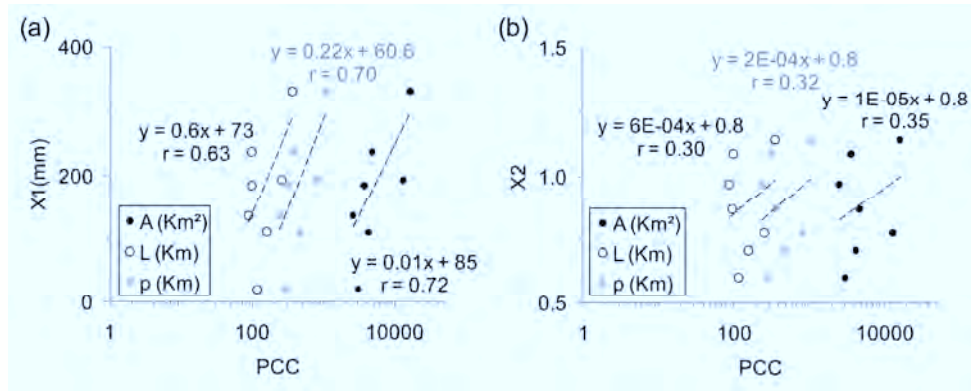 (a)
400
y = 0.22x + 60.6
r = 0.70
y = 0.6x + 73
r = 0.63
X1(mm)
200
A (Km²)
L (Km)
p (Km)
y = 0.01x + 85
r = 0.72
0
1
100
10000
PCC
(b)
1.5
y = 2E-04x + 0.8
r = 0.32
y = 1E-05x + 0.8
r = 0.35
y = 6E-04x + 0.8
r = 0.30
X2
1.0
A (Km²)
L (Km)
p (Km)
0.5
1
100
10000
PCC